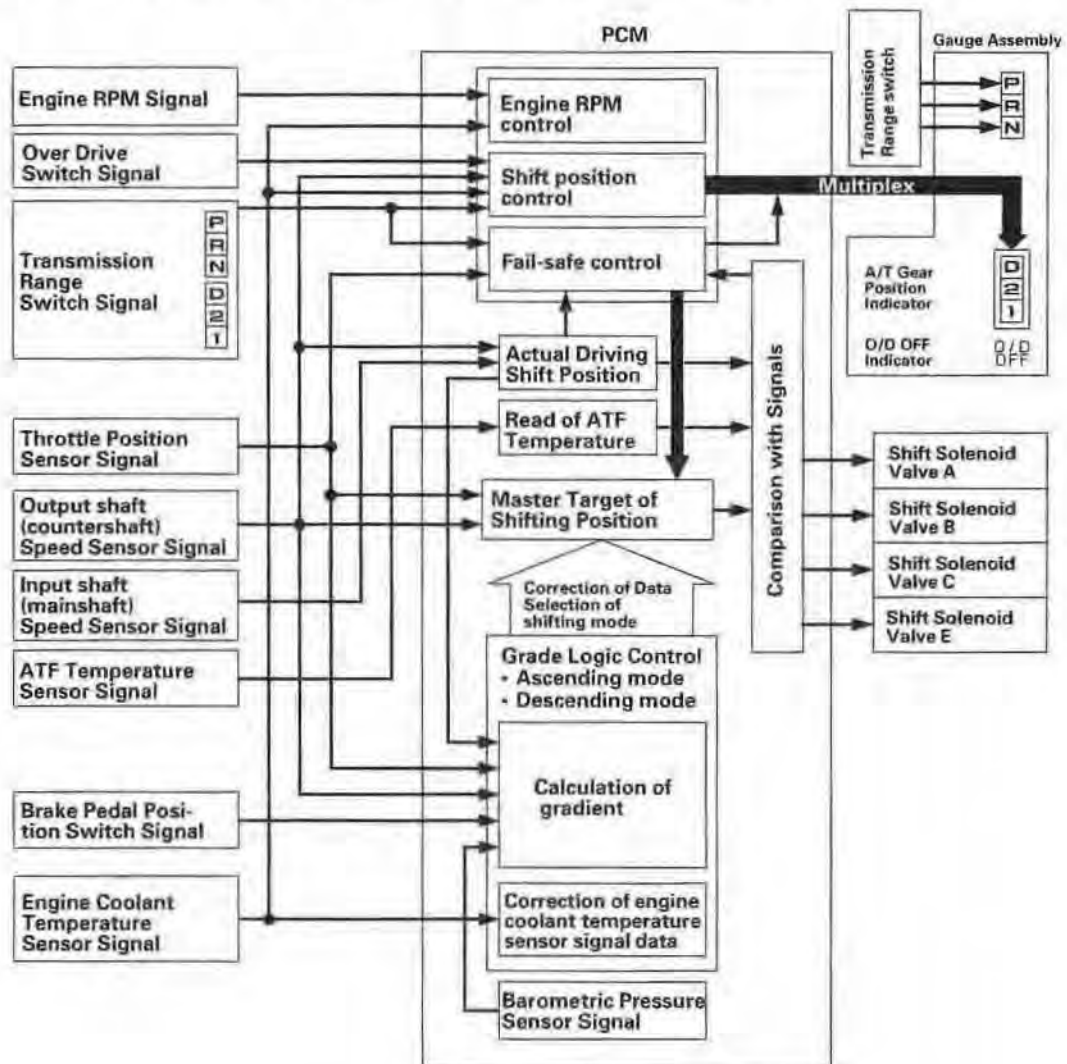 PCM
Gauge Assembly
Transmission
Range switch
P
R
N
Engine RPM Signal
Over Drive
Switch Signal
Transmission
Range
Switch Signal
P
R
N
D
2
1
Throttle Position
Sensor Signal
Output shaft
(countershaft)
Speed Sensor Signal
Input shaft
(mainshaft)
Speed Sensor Signal
ATF Temperature
Sensor Signal
Brake Pedal Posi-
tion Switch Signal
Engine Coolant
Temperature
Sensor Signal
Engine RPM
control
Shift position
control
Fail-safe control
Actual Driving
Shift Position
Read of ATF
Temperature
Master Target of
Shifting Position
Correction of Data
Selection of
shifting mode
Grade Logic Control
• Ascending mode
• Descending mode
Calculation of
gradient
Correction of engine
coolant temperature
sensor signal data
Barometric Pressure
Sensor Signal
Comparison with Signals
Multiplex
A/T Gear
Position
Indicator
D
2
1
O/D OFF
Indicator
O/D
OFF
Shift Solenoid
Valve A
Shift Solenoid
Valve B
Shift Solenoid
Valve C
Shift Solenoid
Valve E